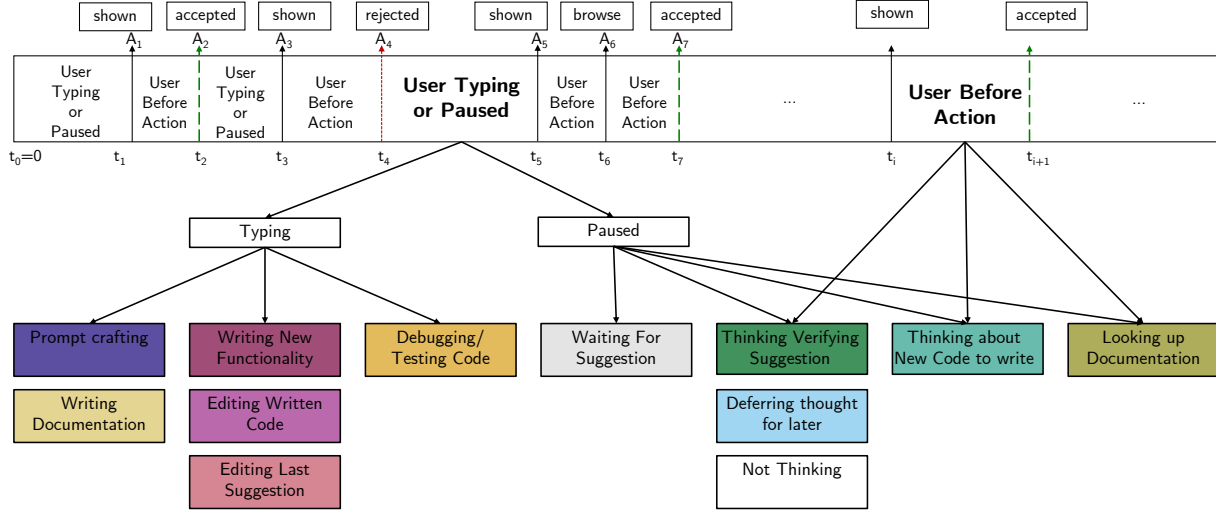 shown accepted shown rejected shown browse accepted shown accepted
A1 A2 A3 A4 A5 A6 A7
User Typing or Paused
User Before Action
User Typing or Paused
User Before Action
User Typing or Paused
User Before Action
User Before Action
...
User Before Action
...
t0=0 t1 t2 t3 t4 t5 t6 t7 ti ti+1
Typing Paused
Prompt crafting
Writing New Functionality
Debugging/ Testing Code
Waiting For Suggestion
Thinking Verifying Suggestion
Thinking about New Code to write
Looking up Documentation
Writing Documentation
Editing Written Code
Deferring thought for later
Editing Last Suggestion
Not Thinking